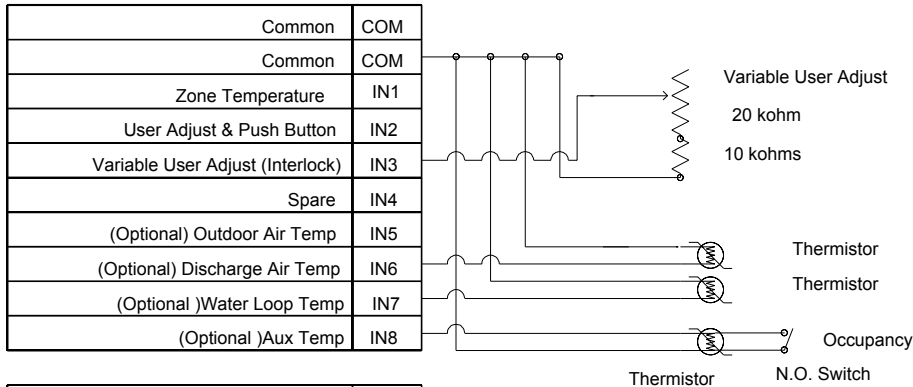 Common COM
Common COM
Zone Temperature IN1
User Adjust & Push Button IN2
Variable User Adjust (Interlock) IN3
Spare IN4
(Optional) Outdoor Air Temp IN5
(Optional) Discharge Air Temp IN6
(Optional )Water Loop Temp IN7
(Optional )Aux Temp IN8
Variable User Adjust
20 kohm
10 kohms
Thermistor
Thermistor
Occupancy
Thermistor N.O. Switch